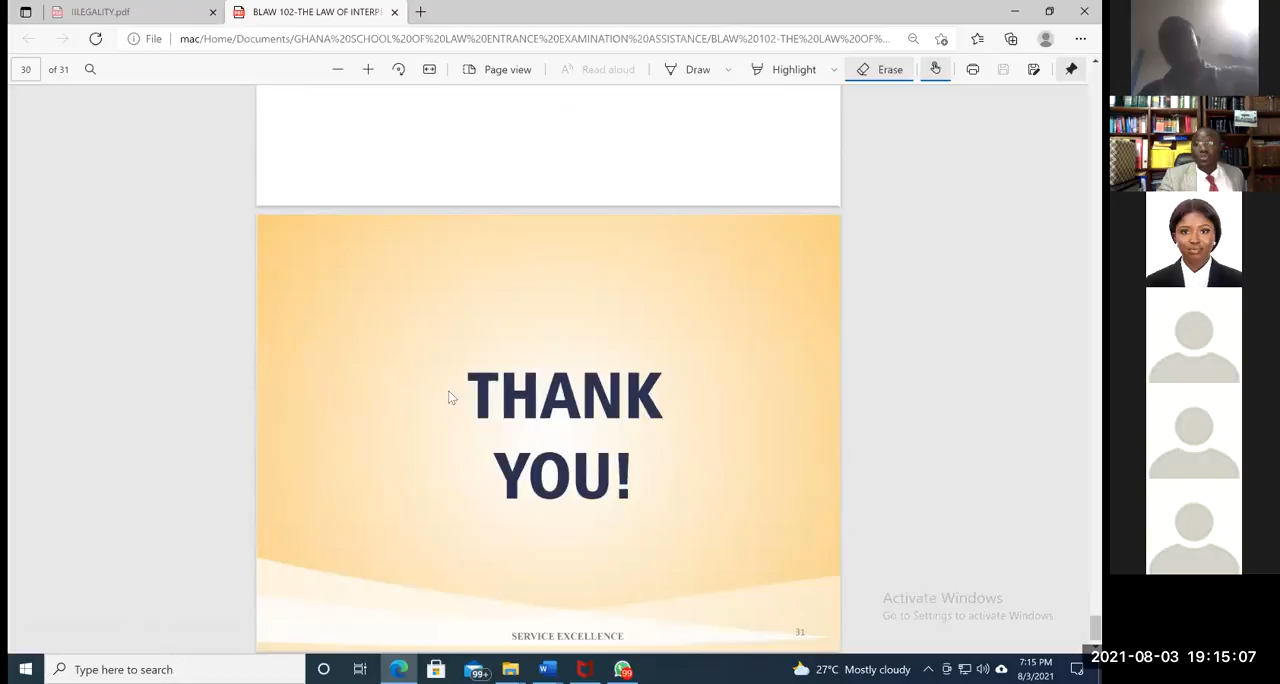 IILEGALITY.pdf
BLAW 102-THE LAW OF INTERP
File
mac/Home/Documents/GHANA%20SCHOOL%20OF%20LAW%20ENTRANCE%20EXAMINATION%20ASSISTANCE/BLAW%20102-THE%20LAW%20OF%...
30 of 31
Page view
Read aloud
Draw
Highlight
Erase
THANK
YOU!
Activate Windows
Go to Settings to activate Windows.
SERVICE EXCELLENCE
31
Type here to search
99+
99
27°C Mostly cloudy
7:15 PM
8/3/2021
2021-08-03 19:15:07